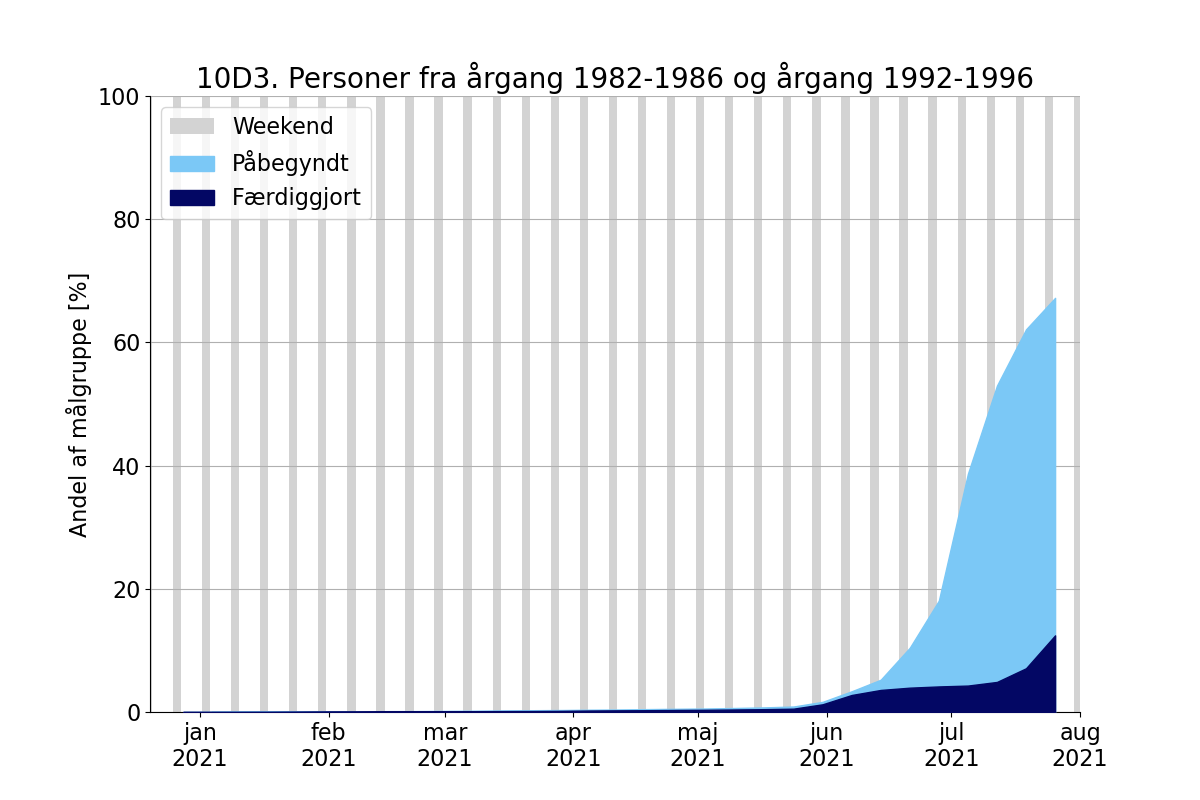 10D3. Personer fra årgang 1982-1986 og årgang 1992-1996
Andel af målgruppe [%]
100
80
60
40
20
0
Weekend
Påbegyndt
Færdiggjort
jan
2021
feb
2021
mar
2021
apr
2021
maj
2021
jun
2021
jul
2021
aug
2021